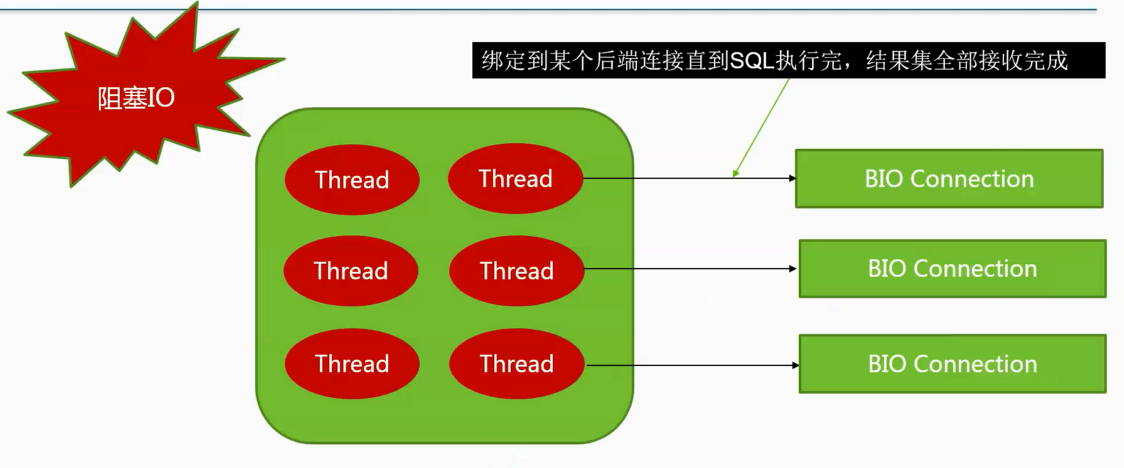 阻塞IO
绑定到某个后端连接直到SQL执行完，结果集全部接收完成
Thread
Thread
BIO Connection
Thread
Thread
BIO Connection
Thread
Thread
BIO Connection